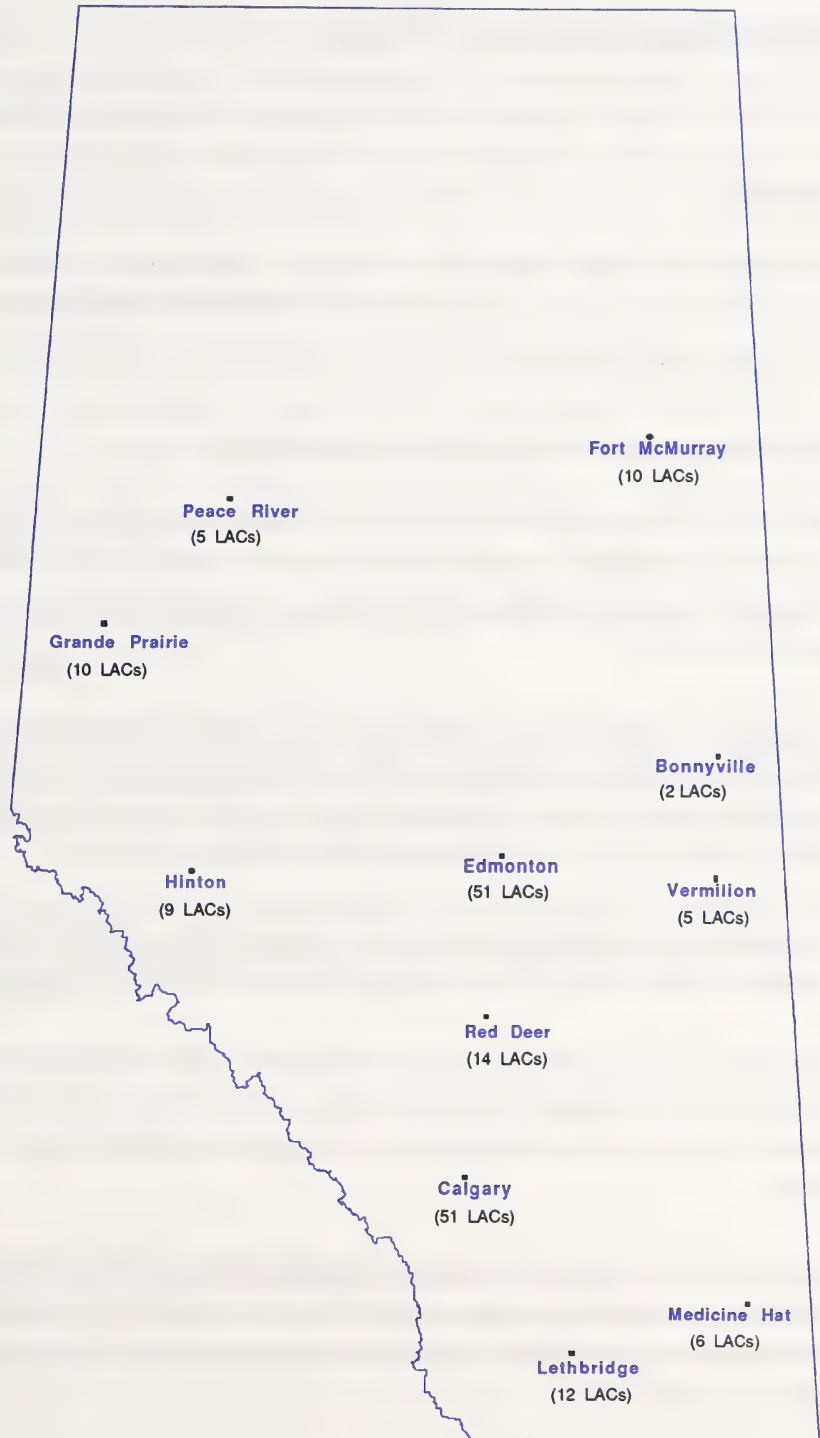 Fort McMurray
(10 LACs)
Peace River
(5 LACs)
Grande Prairie
(10 LACs)
Bonnyville
(2 LACs)
Edmonton
(51 LACs)
Hinton
(9 LACs)
Vermilion
(5 LACs)
Red Deer
(14 LACs)
Calgary
(51 LACs)
Medicine Hat
(6 LACs)
Lethbridge
(12 LACs)